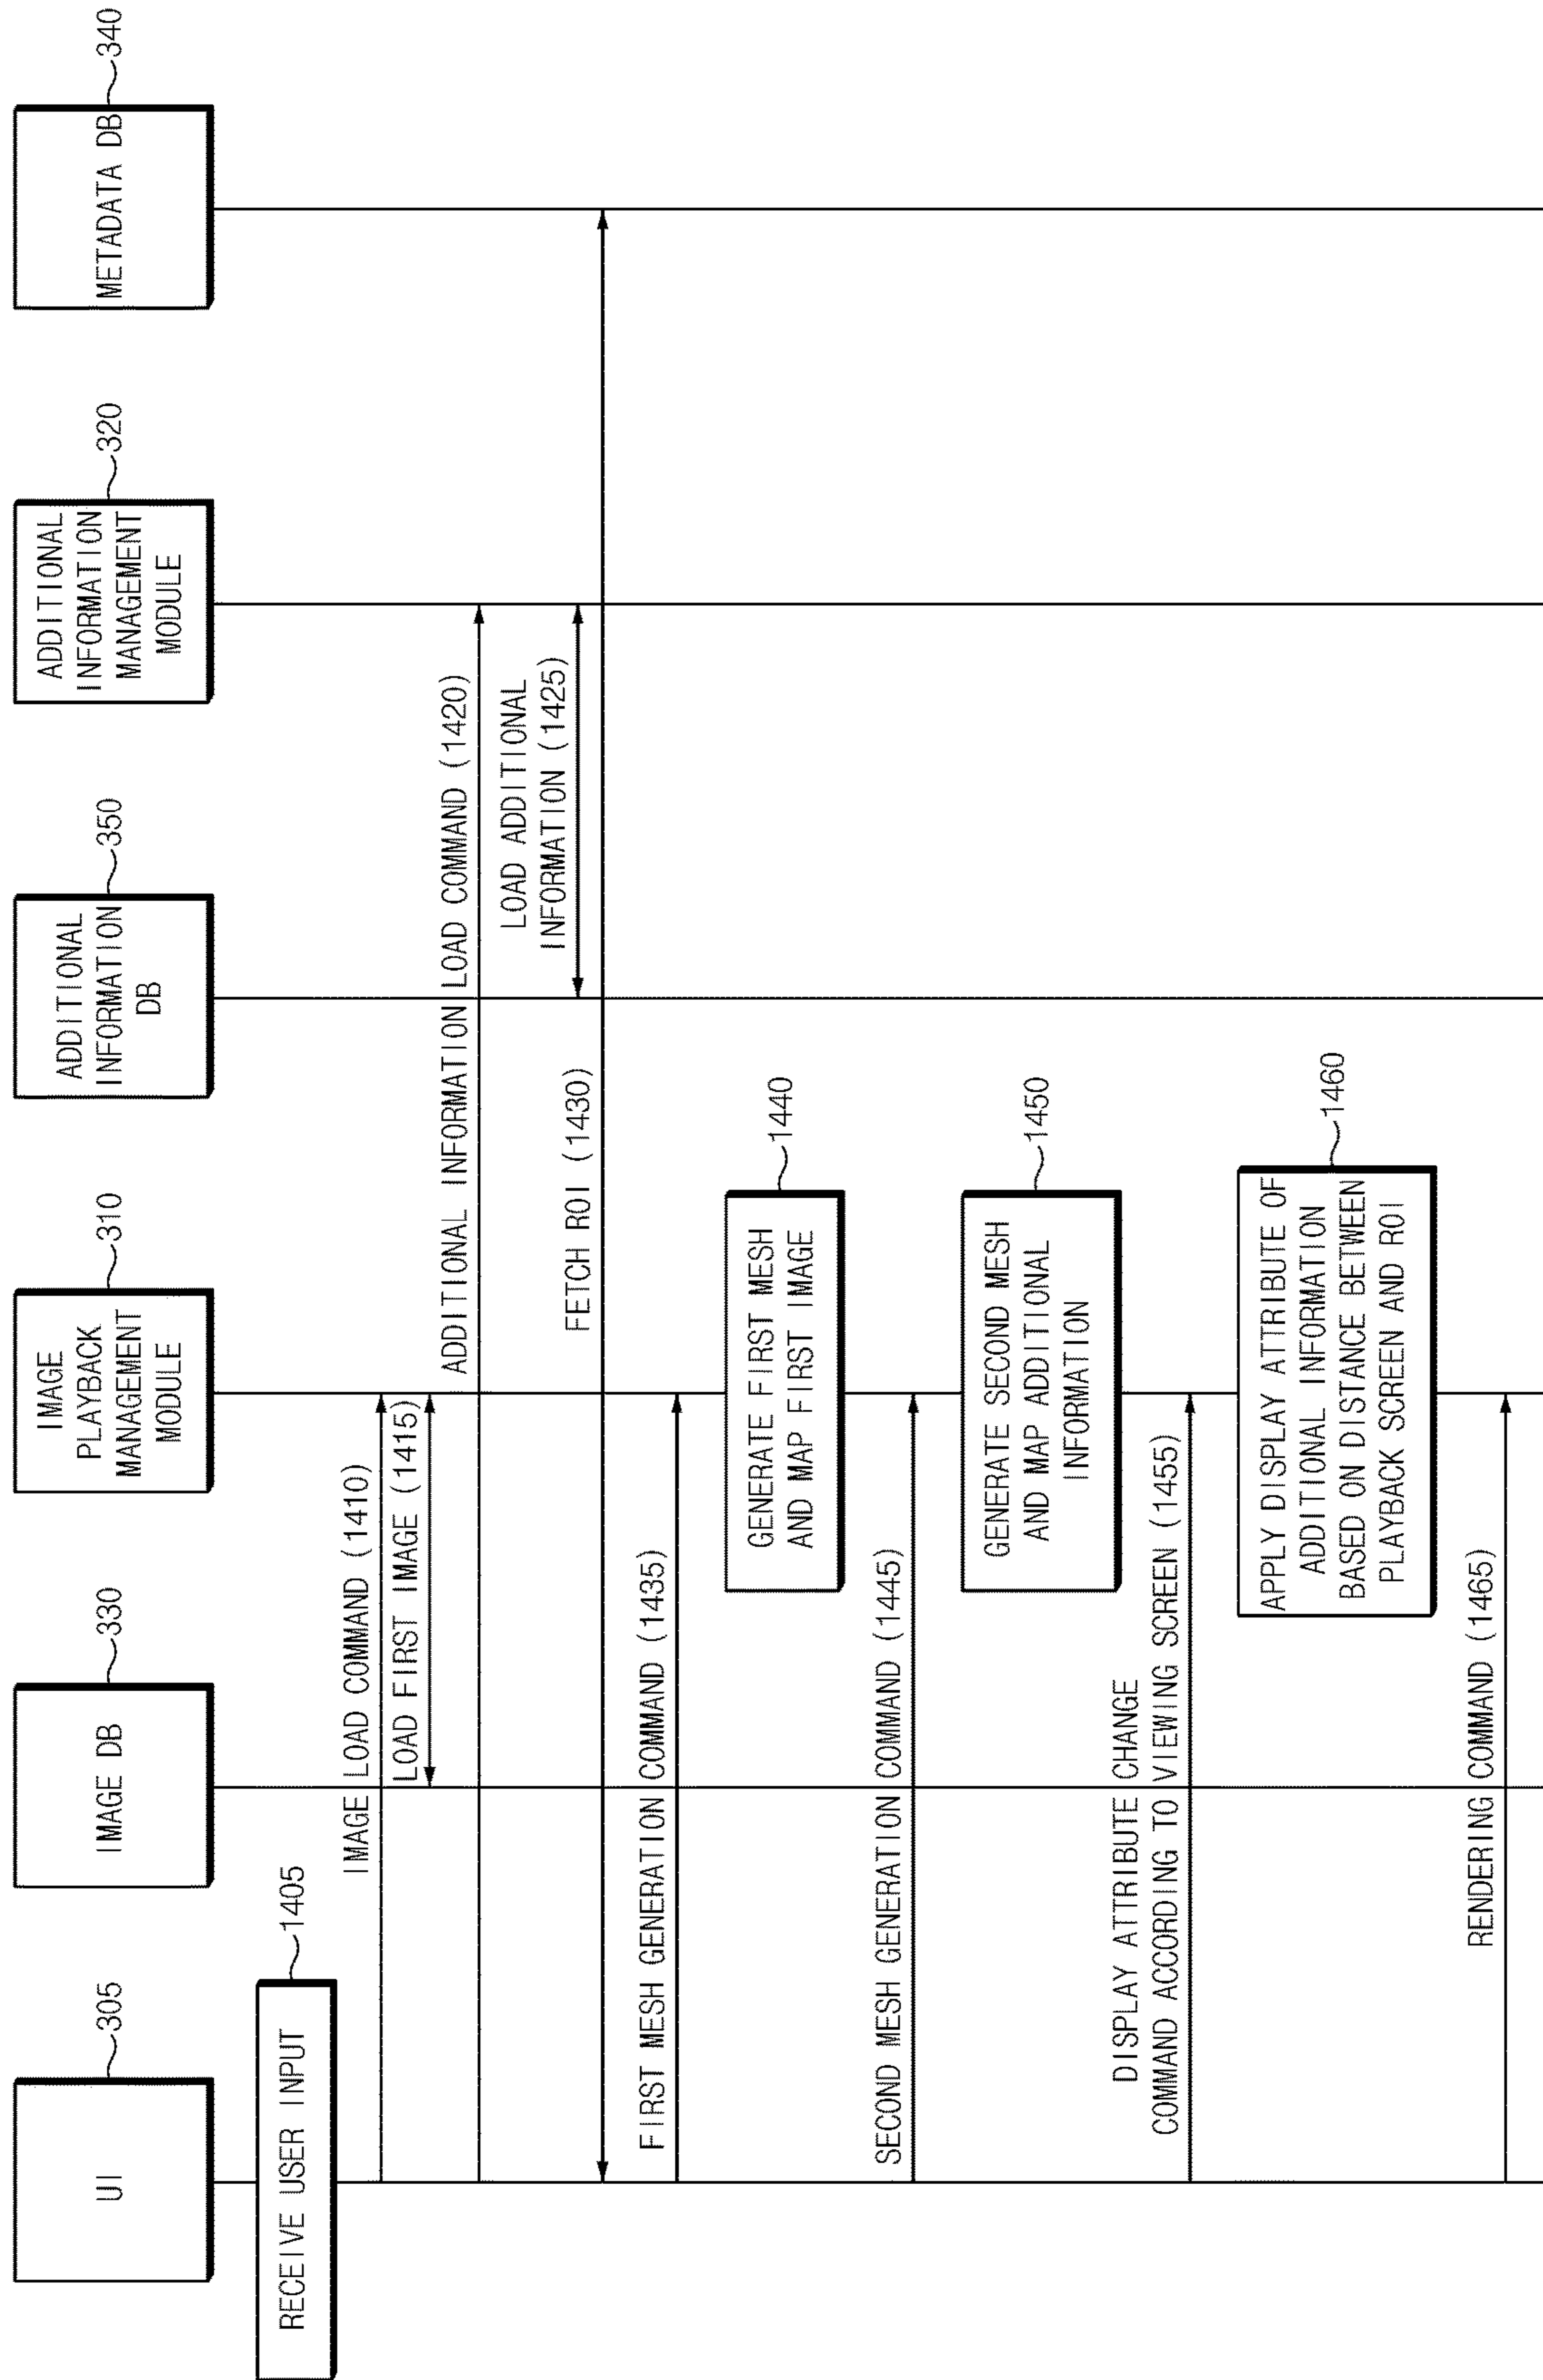 UI
305
IMAGE DB
330
IMAGE
PLAYBACK
MANAGEMENT
MODULE
310
ADDITIONAL
INFORMATION
DB
350
ADDITIONAL
INFORMATION
MANAGEMENT
MODULE
320
METADATA DB
340
RECEIVE USER INPUT
1405
IMAGE LOAD COMMAND (1410)
LOAD FIRST IMAGE (1415)
ADDITIONAL INFORMATION LOAD COMMAND (1420)
LOAD ADDITIONAL
INFORMATION (1425)
FETCH ROI (1430)
FIRST MESH GENERATION COMMAND (1435)
GENERATE FIRST MESH
AND MAP FIRST IMAGE
1440
SECOND MESH GENERATION COMMAND (1445)
GENERATE SECOND MESH
AND MAP ADDITIONAL
INFORMATION
1450
DISPLAY ATTRIBUTE CHANGE
COMMAND ACCORDING TO VIEWING SCREEN (1455)
APPLY DISPLAY ATTRIBUTE OF
ADDITIONAL INFORMATION
BASED ON DISTANCE BETWEEN
PLAYBACK SCREEN AND ROI
1460
RENDERING COMMAND (1465)